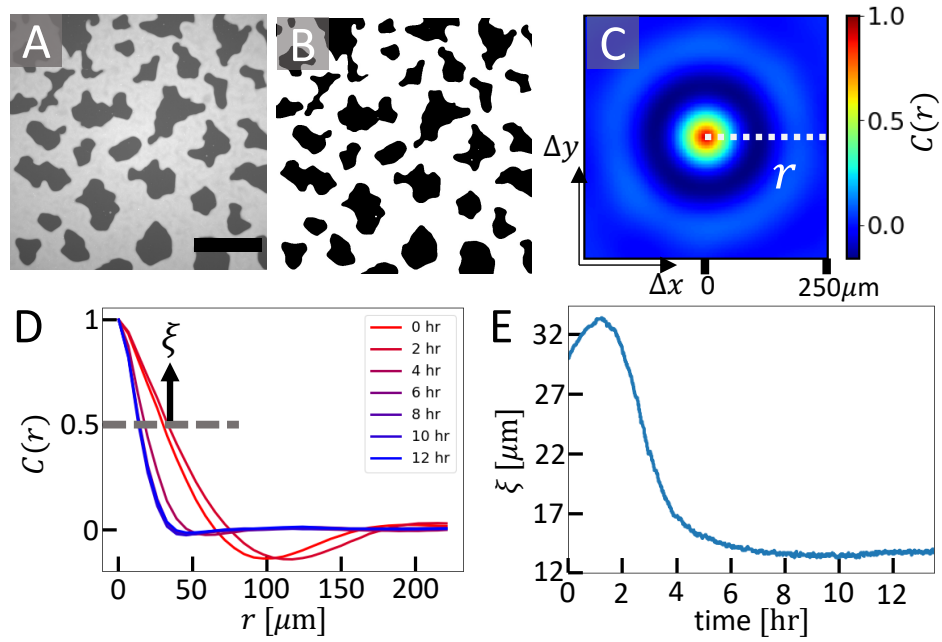 A
B
C
Δy
r
Δx
0
250μm
1.0
0.5
0.0
C(r)
D
1
0.5
0
C(r)
ξ
0 hr
2 hr
4 hr
6 hr
8 hr
10 hr
12 hr
0
50
100
150
200
r [μm]
E
32
27
22
17
12
ξ [μm]
0
2
4
6
8
10
12
time [hr]